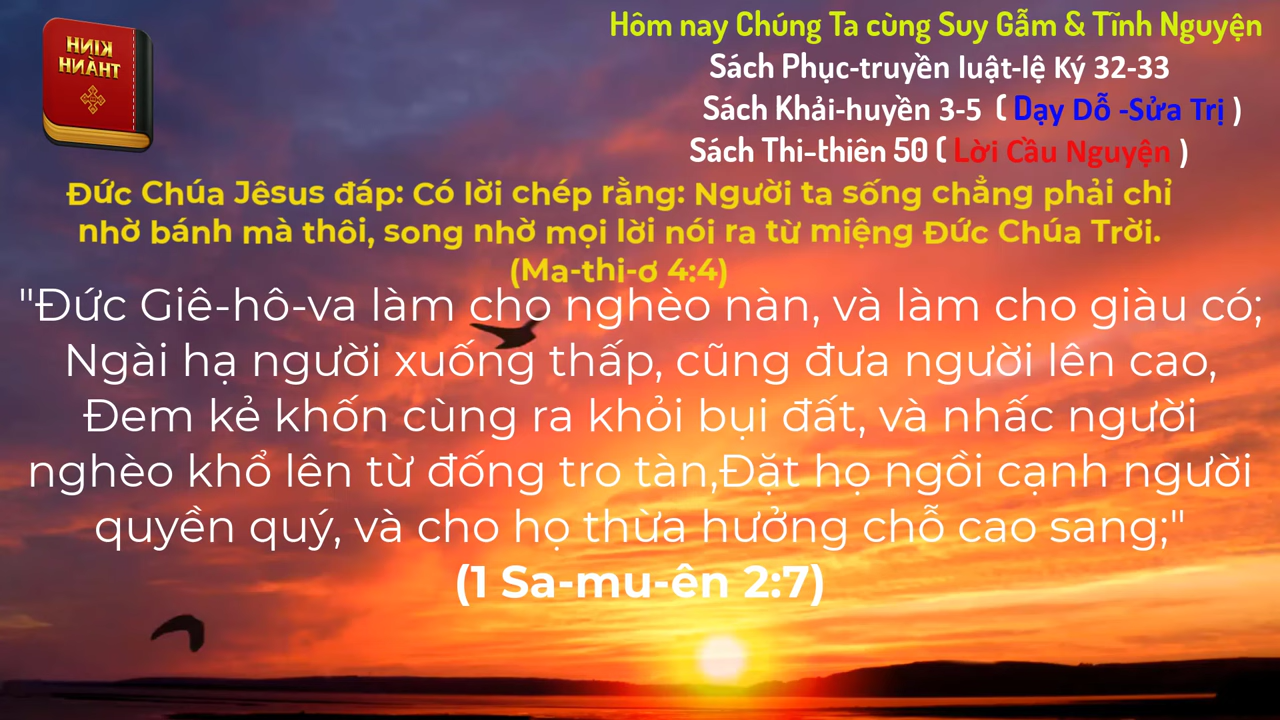 KINH
THÀNH
Hôm nay Chúng Ta cùng Suy Gẫm & Tĩnh Nguyện
Sách Phục-truyền luật-lệ Ký 32-33
Sách Khải-huyền 3-5 ( Dạy Dỗ -Sửa Trị )
Sách Thi-thiên 50 ( Lời Cầu Nguyện )
Đức Chúa Jêsus đáp: Có lời chép rằng: Người ta sống chẳng phải chỉ
nhờ bánh mà thôi, song nhờ mọi lời nói ra từ miệng Đức Chúa Trời.
(Ma-thi-ơ 4:4)
"Đức Giê-hô-va làm cho nghèo nàn, và làm cho giàu có;
Ngài hạ người xuống thấp, cũng đưa người lên cao,
Đem kẻ khốn cùng ra khỏi bụi đất, và nhấc người
nghèo khổ lên từ đống tro tàn,Đặt họ ngồi cạnh người
quyền quý, và cho họ thừa hưởng chỗ cao sang;"
(1 Sa-mu-ên 2:7)